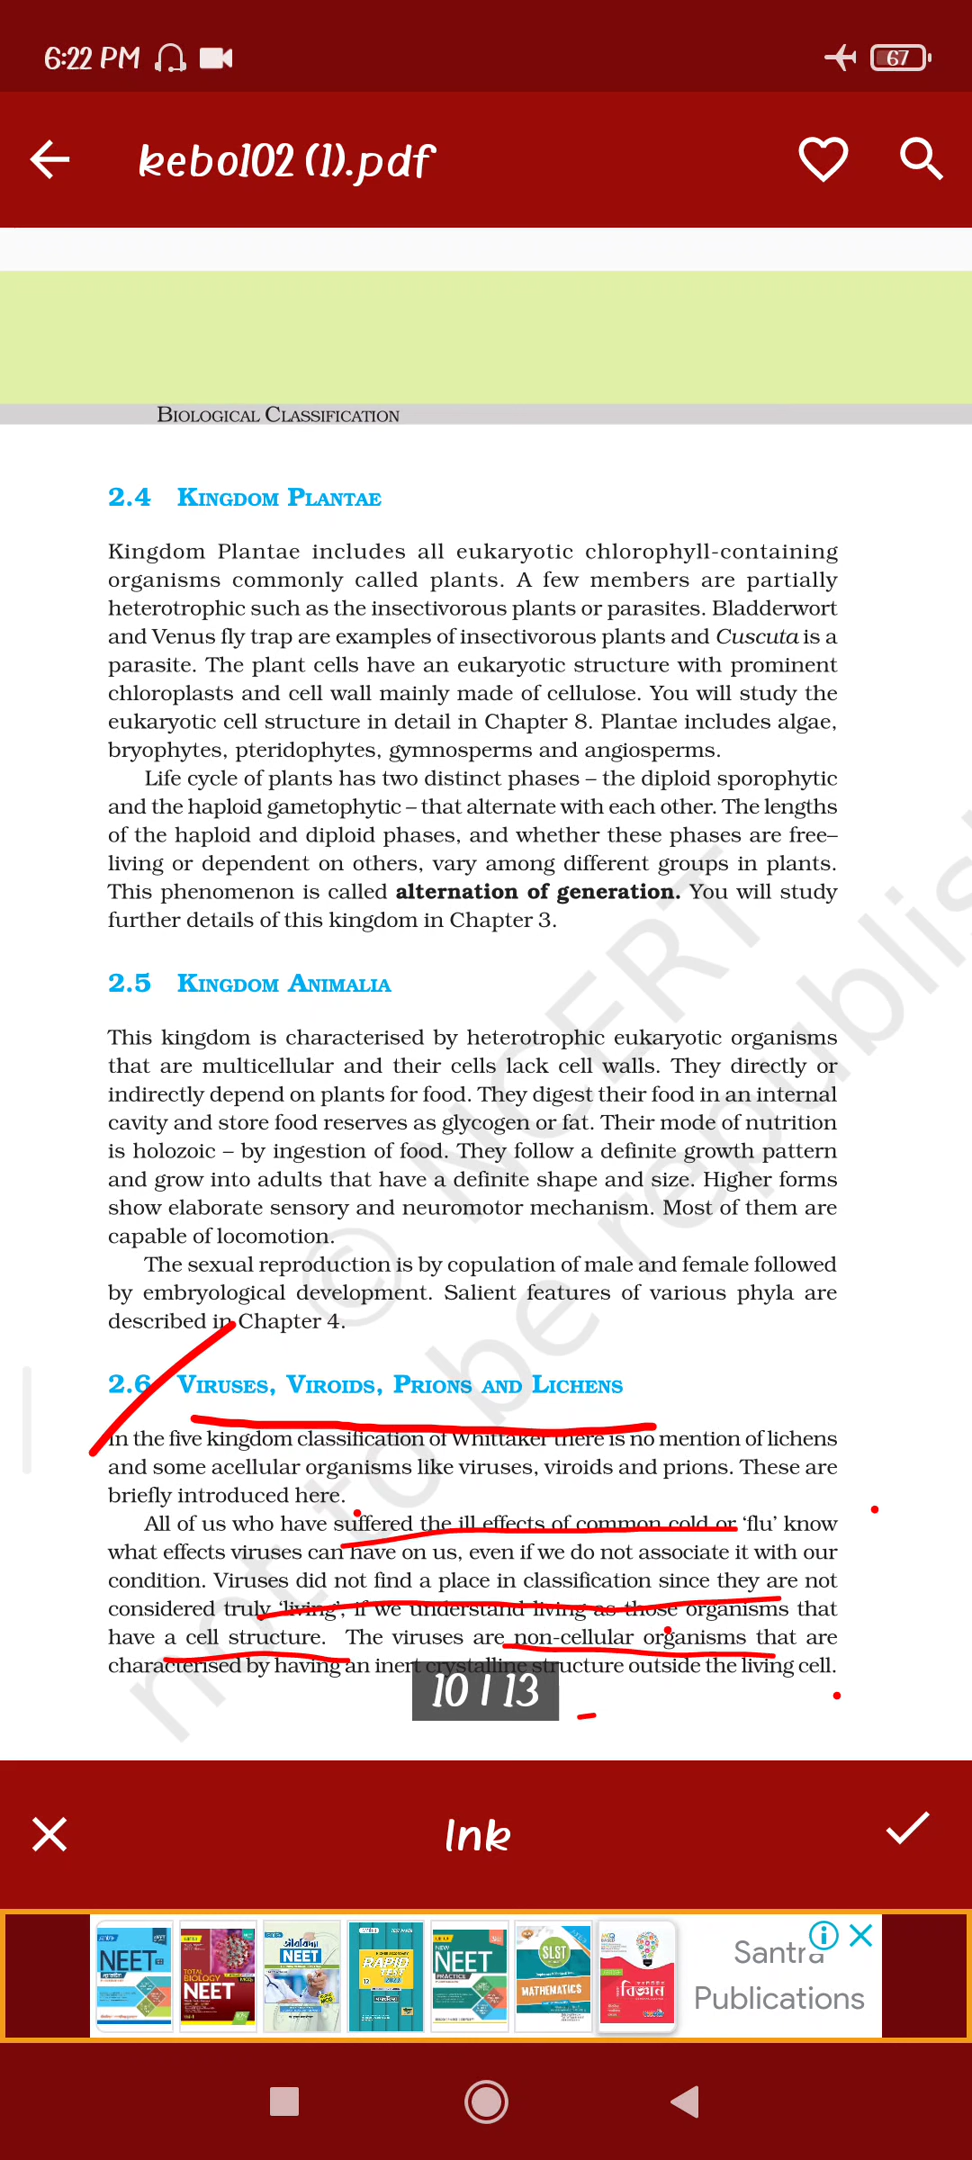 6:22 PM 67
kebo102 (1).pdf
BIOLOGICAL CLASSIFICATION
2.4 KINGDOM PLANTAE
Kingdom Plantae includes all eukaryotic chlorophyll-containing
organisms commonly called plants. A few members are partially
heterotrophic such as the insectivorous plants or parasites. Bladderwort
and Venus fly trap are examples of insectivorous plants and Cuscuta is a
parasite. The plant cells have an eukaryotic structure with prominent
chloroplasts and cell wall mainly made of cellulose. You will study the
eukaryotic cell structure in detail in Chapter 8. Plantae includes algae,
bryophytes, pteridophytes, gymnosperms and angiosperms.
Life cycle of plants has two distinct phases – the diploid sporophytic
and the haploid gametophytic – that alternate with each other. The lengths
of the haploid and diploid phases, and whether these phases are free–
living or dependent on others, vary among different groups in plants.
This phenomenon is called alternation of generation. You will study
further details of this kingdom in Chapter 3.
2.5 KINGDOM ANIMALIA
This kingdom is characterised by heterotrophic eukaryotic organisms
that are multicellular and their cells lack cell walls. They directly or
indirectly depend on plants for food. They digest their food in an internal
cavity and store food reserves as glycogen or fat. Their mode of nutrition
is holozoic – by ingestion of food. They follow a definite growth pattern
and grow into adults that have a definite shape and size. Higher forms
show elaborate sensory and neuromotor mechanism. Most of them are
capable of locomotion.
The sexual reproduction is by copulation of male and female followed
by embryological development. Salient features of various phyla are
described in Chapter 4.
2.6 VIRUSES, VIROIDS, PRIONS AND LICHENS
In the five kingdom classification of Whittaker there is no mention of lichens
and some acellular organisms like viruses, viroids and prions. These are
briefly introduced here.
All of us who have suffered the ill effects of common cold or 'flu' know
what effects viruses can have on us, even if we do not associate it with our
condition. Viruses did not find a place in classification since they are not
considered truly 'living', if we understand living as those organisms that
have a cell structure. The viruses are non-cellular organisms that are
characterised by having an inert crystalline structure outside the living cell.
© NCERT
not to be republish
10 | 13
Ink
NEET
TOTAL BIOLOGY NEET
NEET
RAPID
NEET PRACTICE
SLST MATHEMATICS
বিজ্ঞান
Santra
Publications